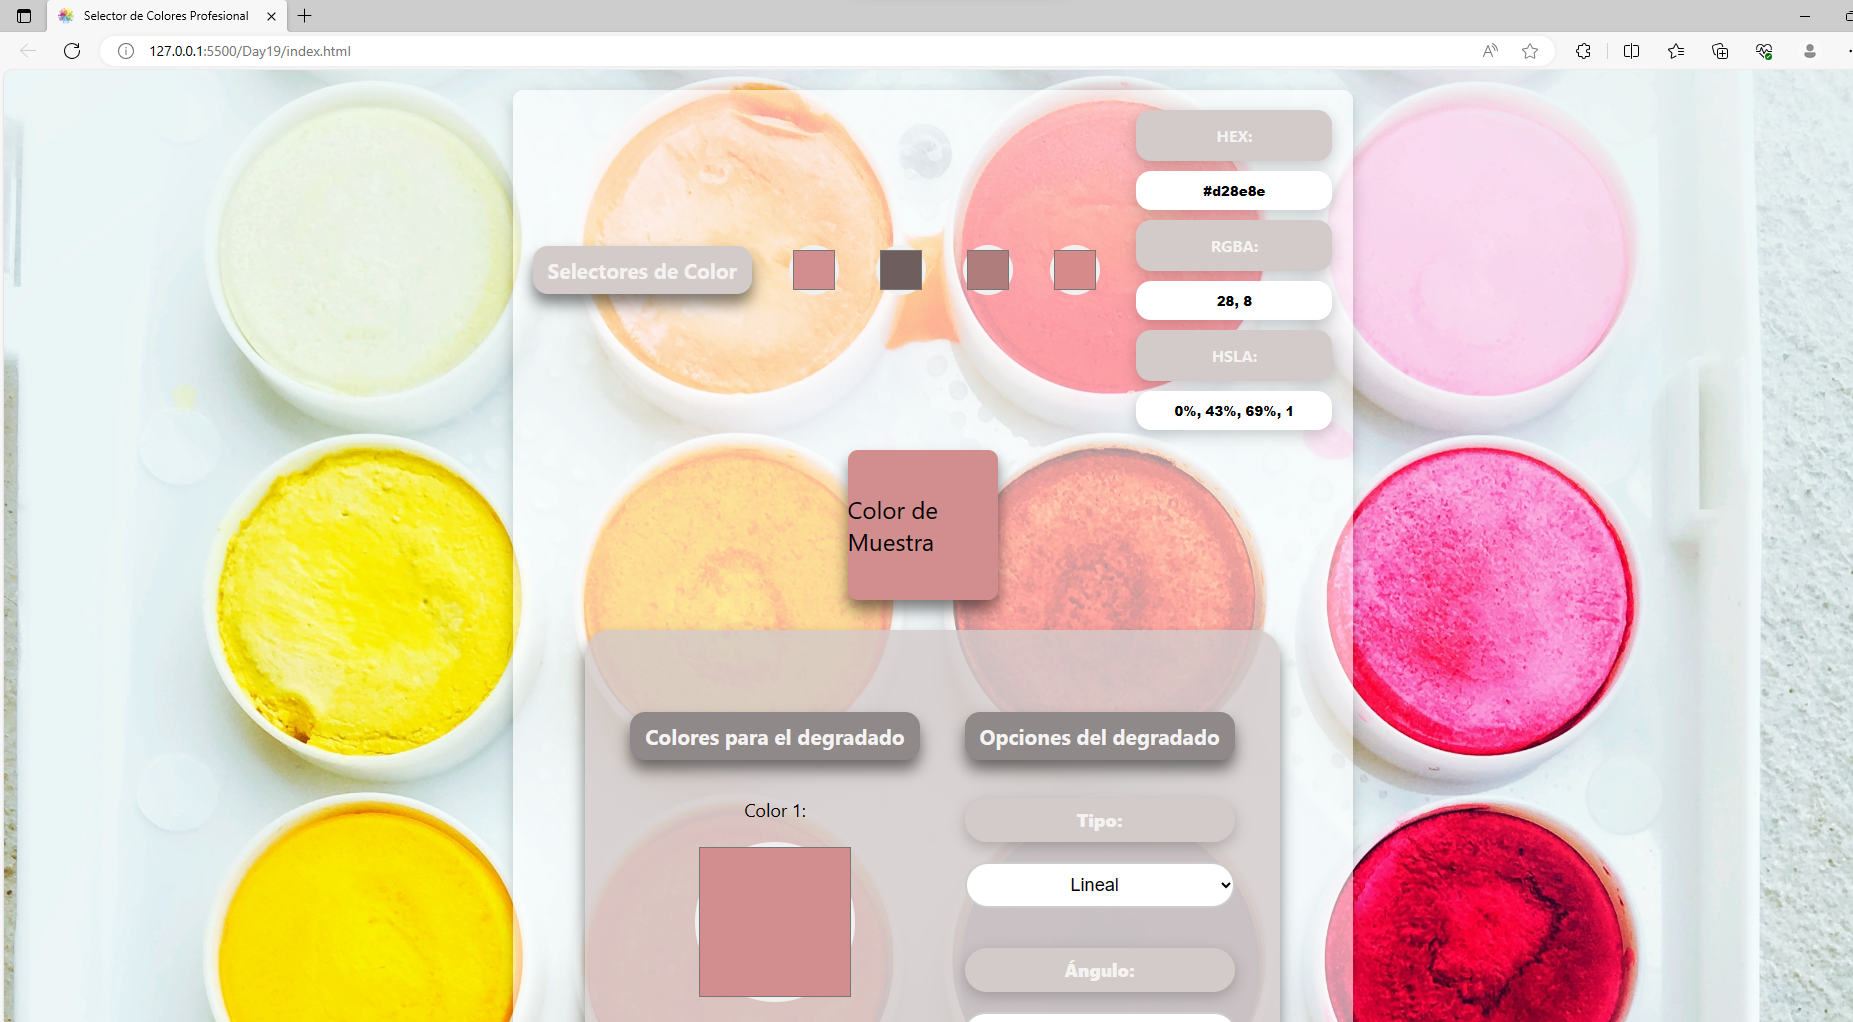 Selector de Colores Profesional
127.0.0.1:5500/Day19/index.html
HEX:
#d28e8e
RGBA:
Selectores de Color
28, 8
HSLA:
0%, 43%, 69%, 1
Color de
Muestra
Colores para el degradado
Opciones del degradado
Color 1:
Tipo:
Lineal
Ángulo: